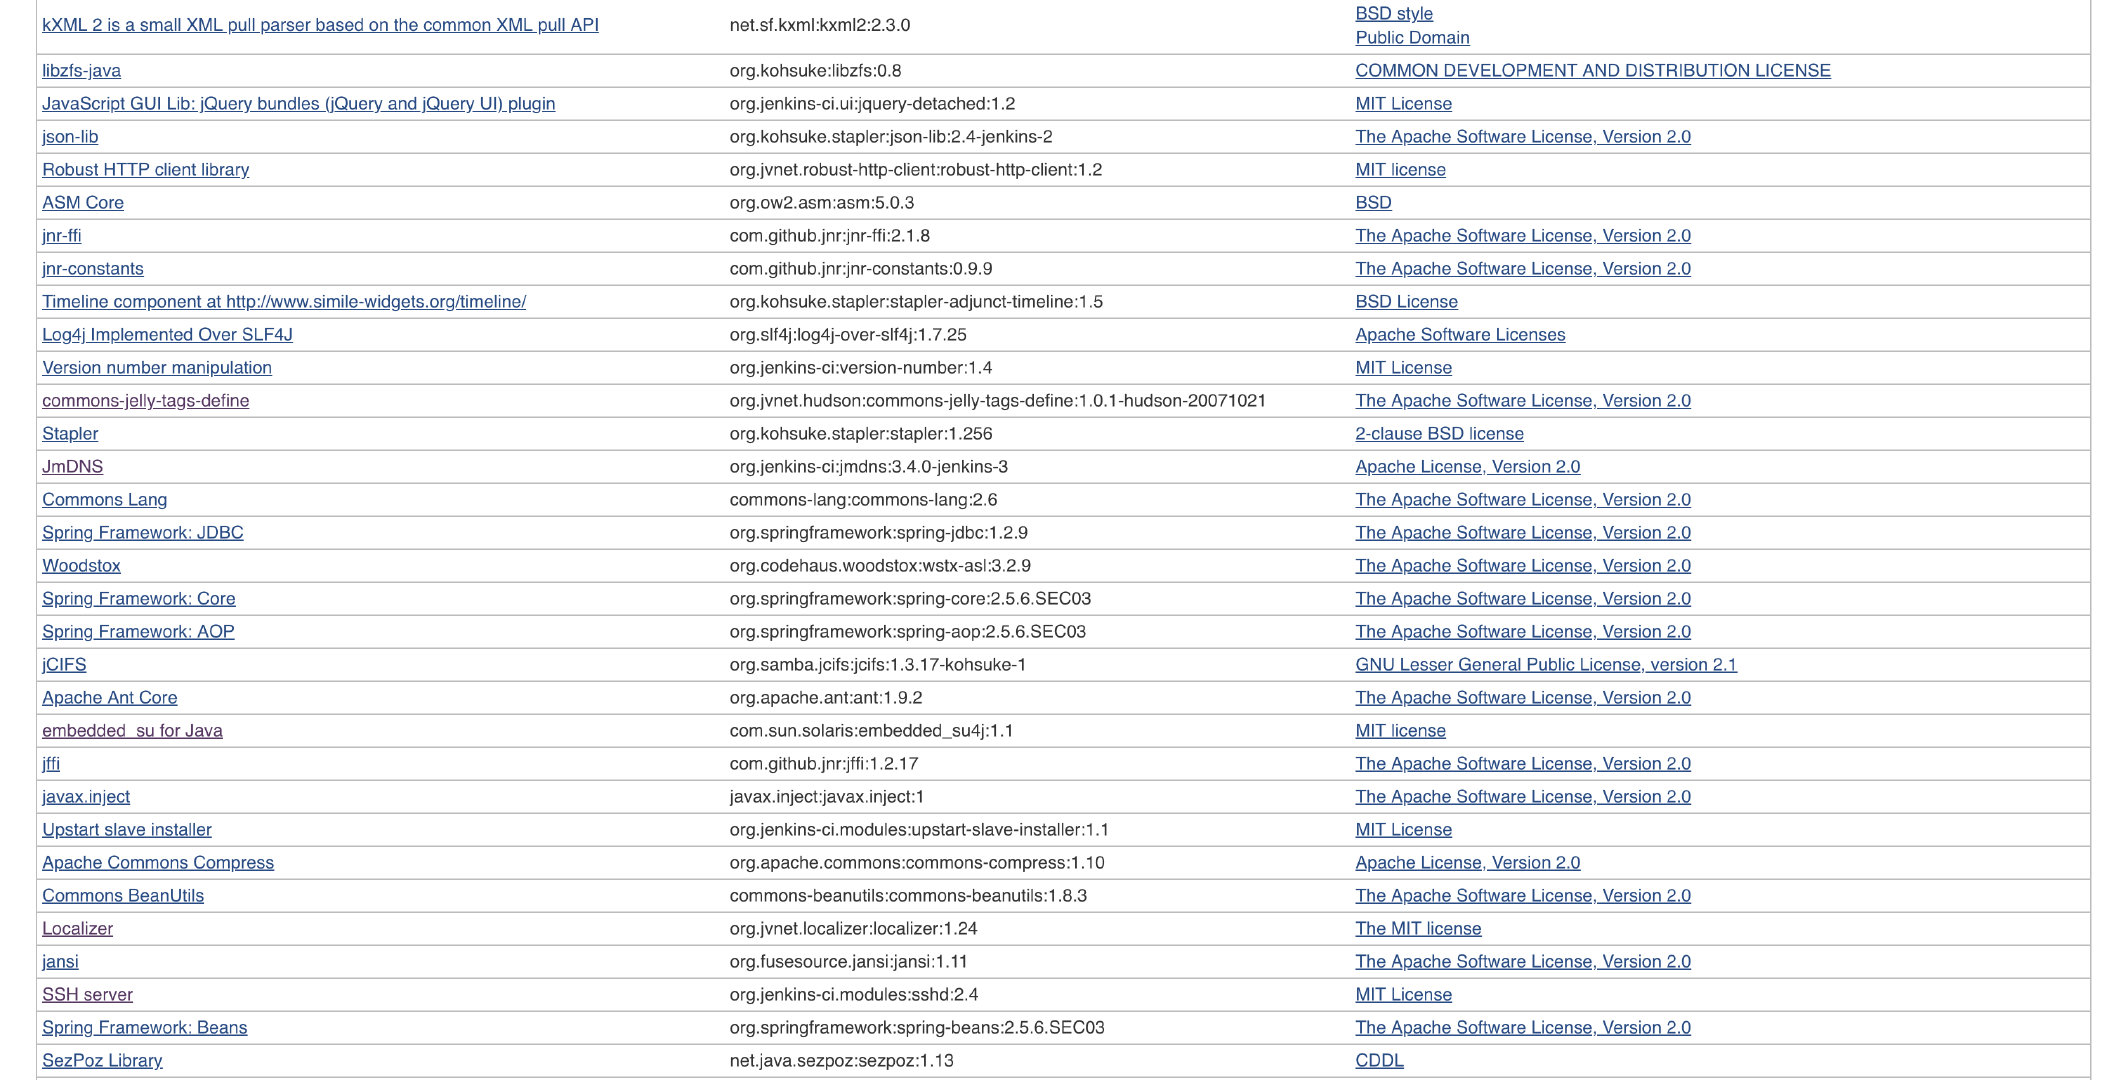 kXML 2 is a small XML pull parser based on the common XML pull API net.sf.kxml:kxml2:2.3.0 BSD style
Public Domain
libzfs-java org.kohsuke:libzfs:0.8 COMMON DEVELOPMENT AND DISTRIBUTION LICENSE
JavaScript GUI Lib: jQuery bundles (jQuery and jQuery UI) plugin org.jenkins-ci.ui:jquery-detached:1.2 MIT License
json-lib org.kohsuke.stapler:json-lib:2.4-jenkins-2 The Apache Software License, Version 2.0
Robust HTTP client library org.jvnet.robust-http-client:robust-http-client:1.2 MIT license
ASM Core org.ow2.asm:asm:5.0.3 BSD
jnr-ffi com.github.jnr:jnr-ffi:2.1.8 The Apache Software License, Version 2.0
jnr-constants com.github.jnr:jnr-constants:0.9.9 The Apache Software License, Version 2.0
Timeline component at http://www.simile-widgets.org/timeline/ org.kohsuke.stapler:stapler-adjunct-timeline:1.5 BSD License
Log4j Implemented Over SLF4J org.slf4j:log4j-over-slf4j:1.7.25 Apache Software Licenses
Version number manipulation org.jenkins-ci:version-number:1.4 MIT License
commons-jelly-tags-define org.jvnet.hudson:commons-jelly-tags-define:1.0.1-hudson-20071021 The Apache Software License, Version 2.0
Stapler org.kohsuke.stapler:stapler:1.256 2-clause BSD license
JmDNS org.jenkins-ci:jmdns:3.4.0-jenkins-3 Apache License, Version 2.0
Commons Lang commons-lang:commons-lang:2.6 The Apache Software License, Version 2.0
Spring Framework: JDBC org.springframework:spring-jdbc:1.2.9 The Apache Software License, Version 2.0
Woodstox org.codehaus.woodstox:wstx-asl:3.2.9 The Apache Software License, Version 2.0
Spring Framework: Core org.springframework:spring-core:2.5.6.SEC03 The Apache Software License, Version 2.0
Spring Framework: AOP org.springframework:spring-aop:2.5.6.SEC03 The Apache Software License, Version 2.0
jCIFS org.samba.jcifs:jcifs:1.3.17-kohsuke-1 GNU Lesser General Public License, version 2.1
Apache Ant Core org.apache.ant:ant:1.9.2 The Apache Software License, Version 2.0
embedded_su for Java com.sun.solaris:embedded_su4j:1.1 MIT license
jffi com.github.jnr:jffi:1.2.17 The Apache Software License, Version 2.0
javax.inject javax.inject:javax.inject:1 The Apache Software License, Version 2.0
Upstart slave installer org.jenkins-ci.modules:upstart-slave-installer:1.1 MIT License
Apache Commons Compress org.apache.commons:commons-compress:1.10 Apache License, Version 2.0
Commons BeanUtils commons-beanutils:commons-beanutils:1.8.3 The Apache Software License, Version 2.0
Localizer org.jvnet.localizer:localizer:1.24 The MIT license
jansi org.fusesource.jansi:jansi:1.11 The Apache Software License, Version 2.0
SSH server org.jenkins-ci.modules:sshd:2.4 MIT License
Spring Framework: Beans org.springframework:spring-beans:2.5.6.SEC03 The Apache Software License, Version 2.0
SezPoz Library net.java.sezpoz:sezpoz:1.13 CDDL